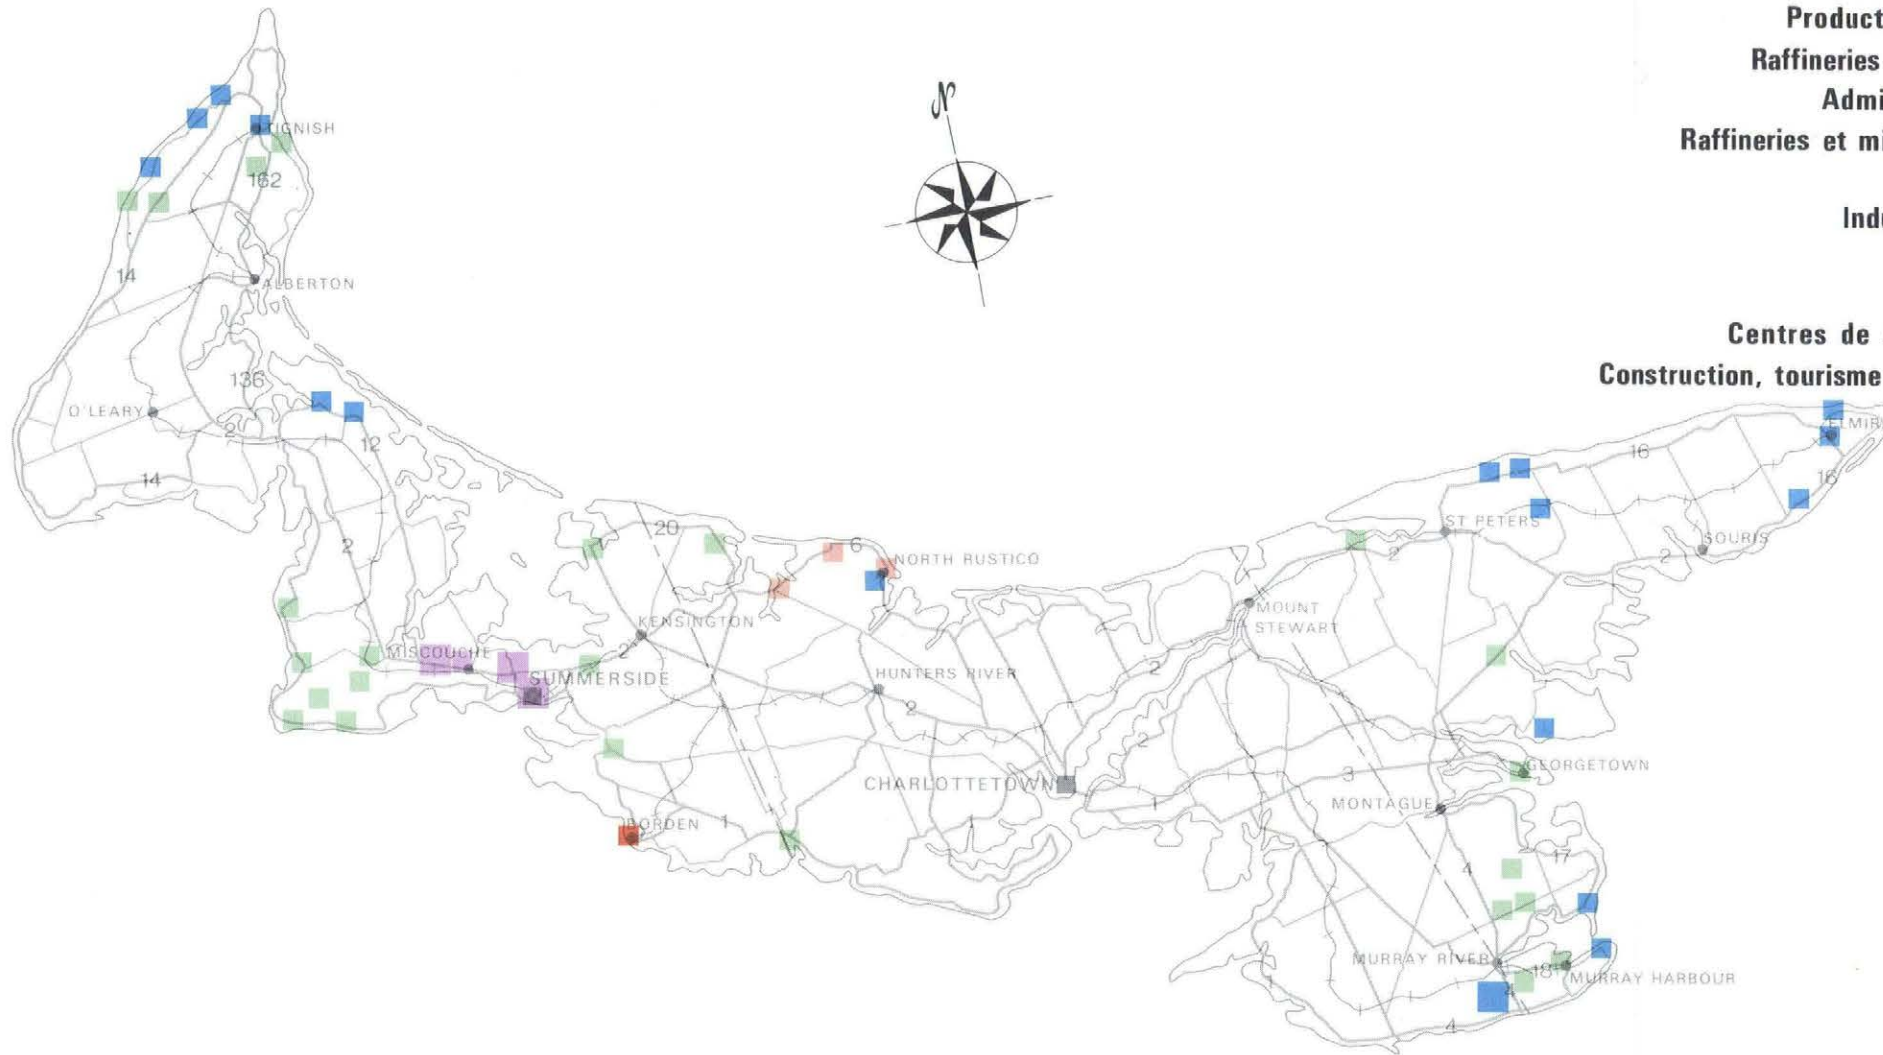 Product
Raffineries
Admi
Raffineries et mi
Indu
Centres de
Construction, tourisme
N
TIGNISH
162
14
ALBERTON
136
O'LEARY
2
12
14
2
20
6
NORTH RUSTICO
KENSINGTON
2
MISCOUCHE
SUMMERSIDE
HUNTERS RIVER
2
BORDEN
1
1
CHARLOTTETOWN
ELMIR
16
16
ST PETERS
2
SOURIS
2
MOUNT
STEWART
2
2
3
1
GEORGETOWN
MONTAGUE
17
4
MURRAY RIVER
18
MURRAY HARBOUR
4
4